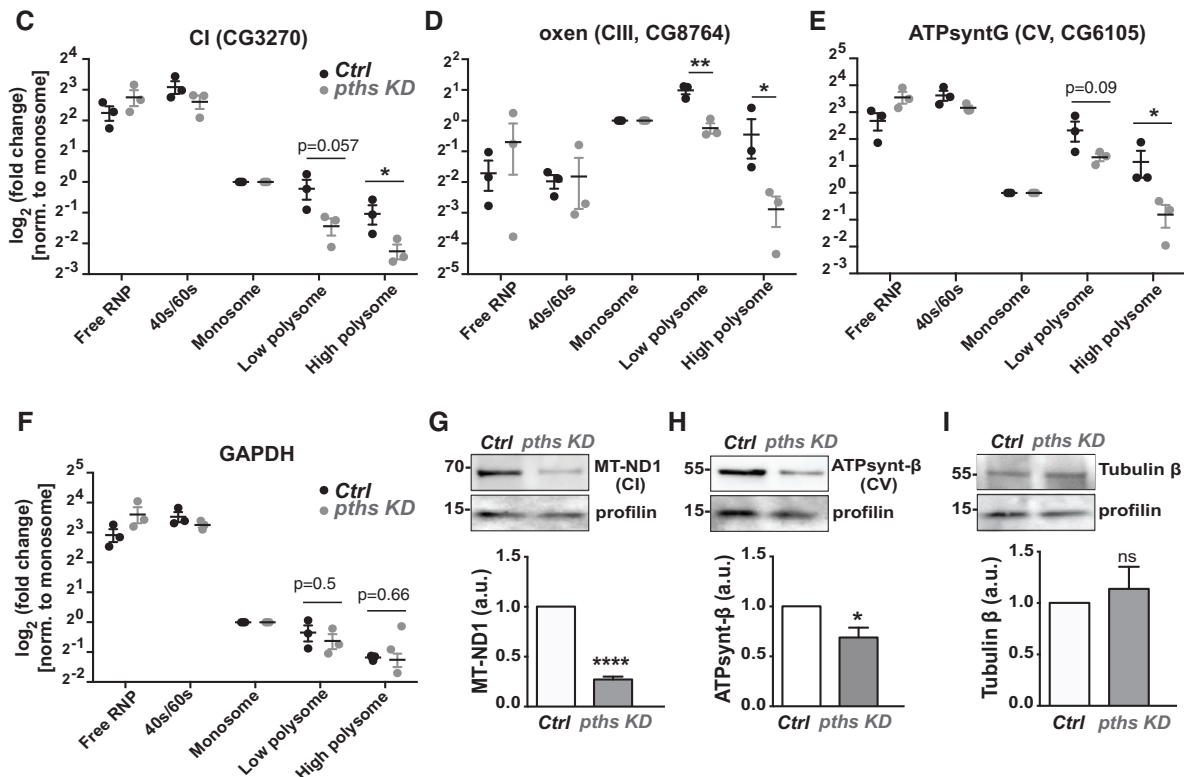 C
CI (CG3270)
log2 (fold change)
[norm. to monosome]
2^4
2^3
2^2
2^1
2^0
2^-1
2^-2
2^-3
Ctrl
pths KD
p=0.057
*
Free RNP
40s/60s
Monosome
Low polysome
High polysome
D
oxen (CIII, CG8764)
2^2
2^1
2^0
2^-1
2^-2
2^-3
2^-4
2^-5
**
*
Free RNP
40s/60s
Monosome
Low polysome
High polysome
E
ATPsyntG (CV, CG6105)
2^5
2^4
2^3
2^2
2^1
2^0
2^-1
2^-2
2^-3
p=0.09
*
Free RNP
40s/60s
Monosome
Low polysome
High polysome
F
GAPDH
log2 (fold change)
[norm. to monosome]
2^5
2^4
2^3
2^2
2^1
2^0
2^-1
2^-2
Ctrl
pths KD
p=0.5
p=0.66
Free RNP
40s/60s
Monosome
Low polysome
High polysome
G
Ctrl pths KD
70
MT-ND1
(CI)
15
profilin
MT-ND1 (a.u.)
1.5
1.0
0.5
0.0
****
Ctrl pths KD
H
Ctrl pths KD
55
ATPsynt-β
(CV)
15
profilin
ATPsynt-β (a.u.)
1.5
1.0
0.5
0.0
*
Ctrl pths KD
I
Ctrl pths KD
55
Tubulin β
15
profilin
Tubulin β (a.u.)
1.5
1.0
0.5
0.0
ns
Ctrl pths KD